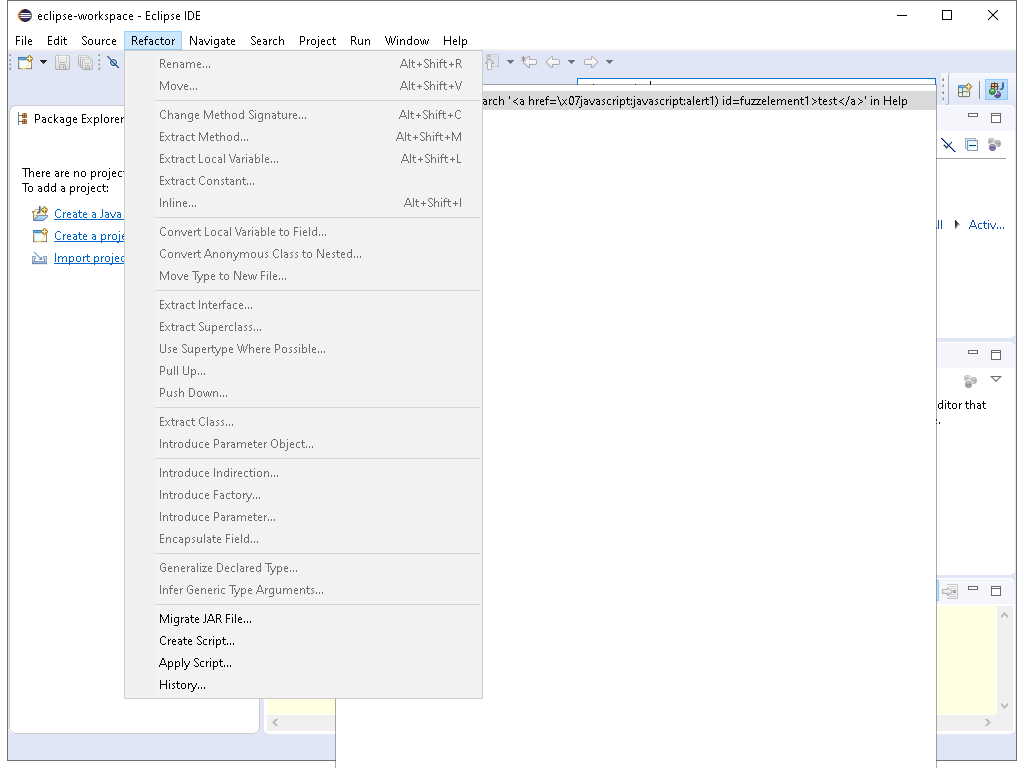 eclipse-workspace - Eclipse IDE
File Edit Source Refactor Navigate Search Project Run Window Help
Rename... Alt+Shift+R
Move... Alt+Shift+V
Change Method Signature... Alt+Shift+C
Extract Method... Alt+Shift+M
Extract Local Variable... Alt+Shift+L
Extract Constant...
Inline... Alt+Shift+I
Convert Local Variable to Field...
Convert Anonymous Class to Nested...
Move Type to New File...
Extract Interface...
Extract Superclass...
Use Supertype Where Possible...
Pull Up...
Push Down...
Extract Class...
Introduce Parameter Object...
Introduce Indirection...
Introduce Factory...
Introduce Parameter...
Encapsulate Field...
Generalize Declared Type...
Infer Generic Type Arguments...
Migrate JAR File...
Create Script...
Apply Script...
History...
Package Explorer
There are no projec
To add a project:
Create a Java
Create a proje
Import projec
arch '<a href=\x07javascript:javascript:alert1) id=fuzzelement1>test</a>' in Help
ll Activ...
ditor that